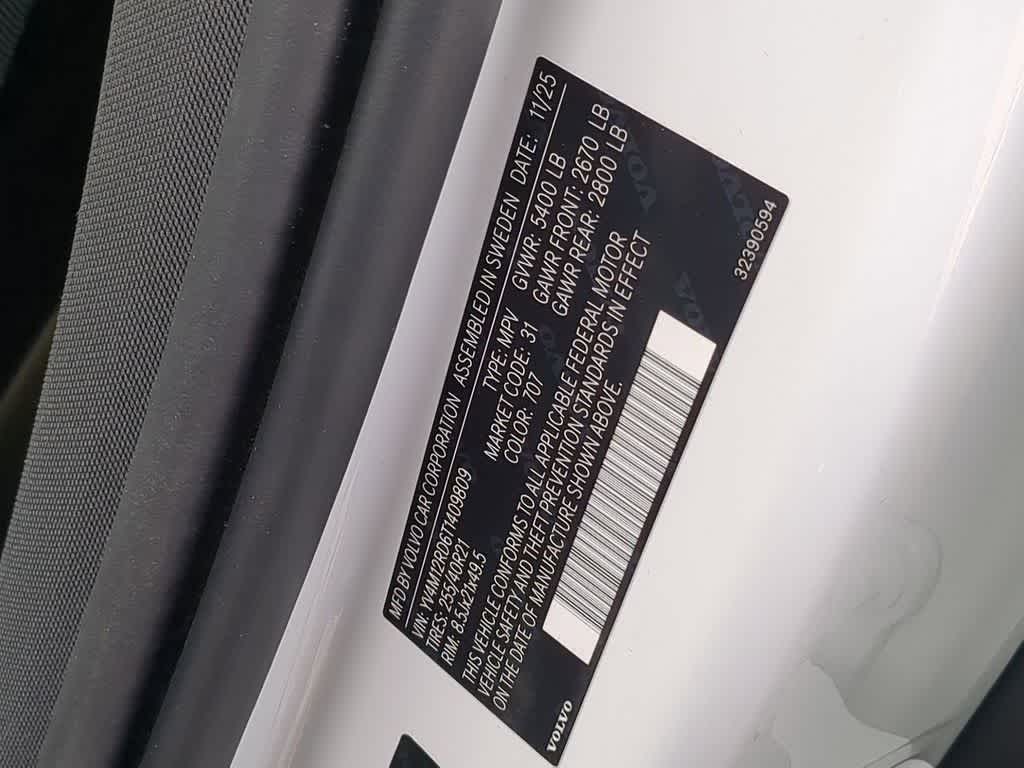 MFD BY VOLVO CAR CORPORATION ASSEMBLED IN SWEDEN DATE: 11/25
VIN: YV4MV2R06T1409809 TYPE: MPV GVWR: 5400 LB
TIRES: 255/40R21 MARKET CODE: 31 GAWR FRONT: 2670 LB
RIM: 8.5Jx21x49.5 COLOR: 707 GAWR REAR: 2800 LB
THIS VEHICLE CONFORMS TO ALL APPLICABLE FEDERAL MOTOR
VEHICLE SAFETY AND THEFT PREVENTION STANDARDS IN EFFECT
ON THE DATE OF MANUFACTURE SHOWN ABOVE.
VOLVO
32390594